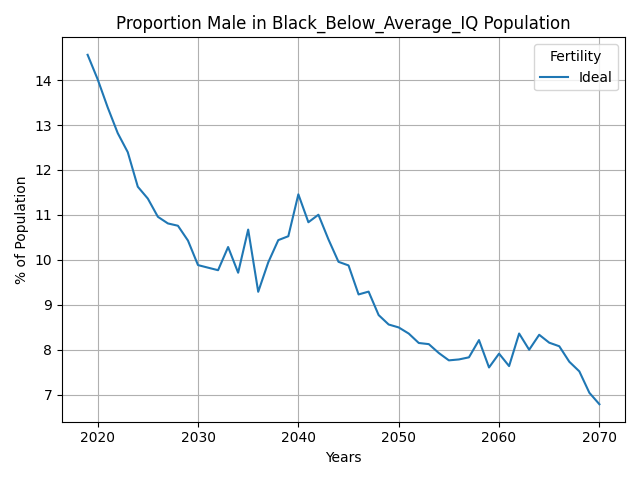 Proportion Male in Black_Below_Average_IQ Population
Fertility
Ideal
% of Population
14
13
12
11
10
9
8
7
2020 2030 2040 2050 2060 2070
Years